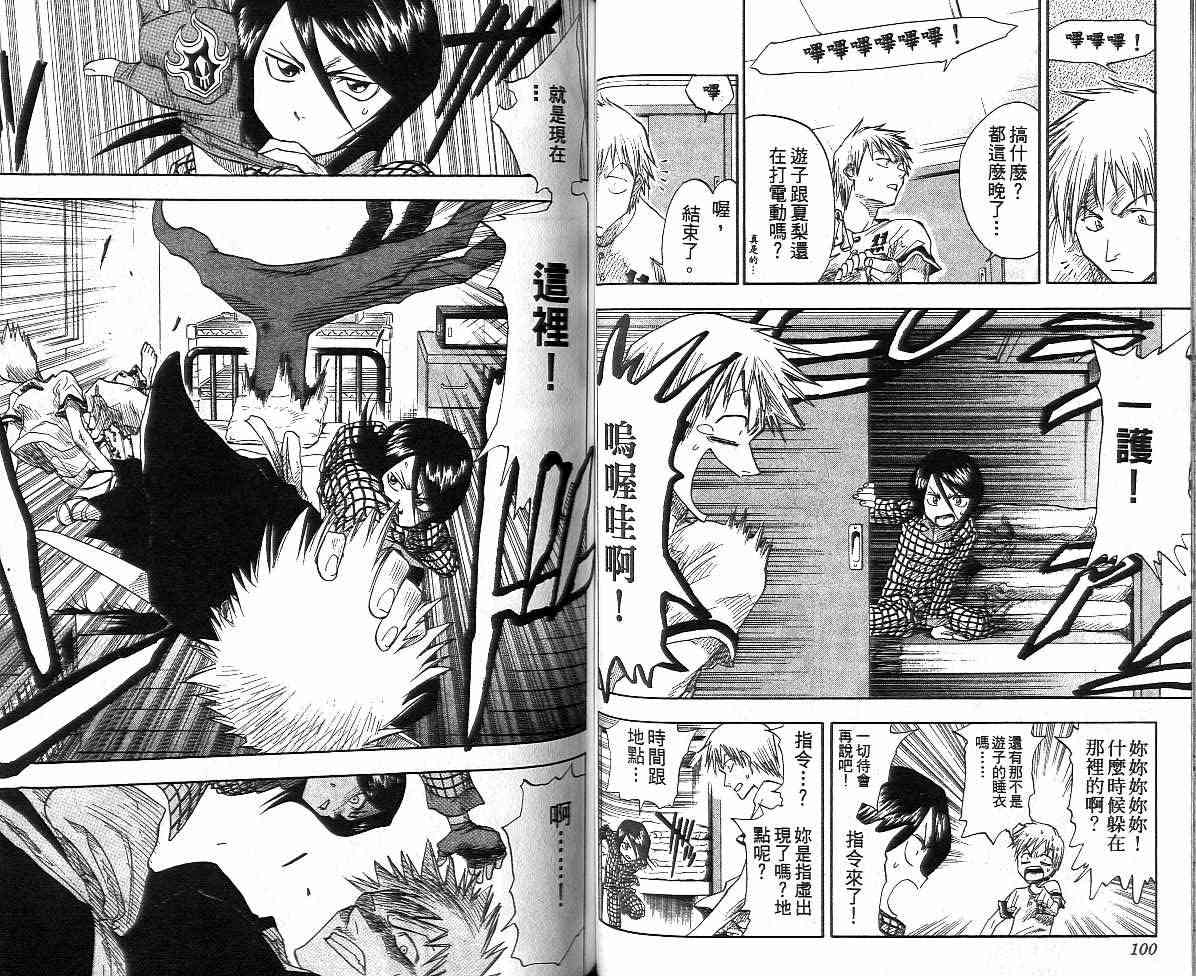 嗶嗶嗶！
嗶嗶嗶嗶嗶嗶！
搞什麼？
都這麼晚了…
遊子跟夏梨還
在打電動嗎？
真是的…
嗶
喔，
結束了。
一護！
嗚喔哇啊！
妳妳妳妳妳！
什麼時候躲在
那裡的啊？
還有那不是
遊子的睡衣
嗎……
一切待會
再說吧！
指令來了！
指令…？
妳是指虛出
現了嗎？地
點呢？
時間跟
地點…
100
就是現在
…
這裡！
啊……！